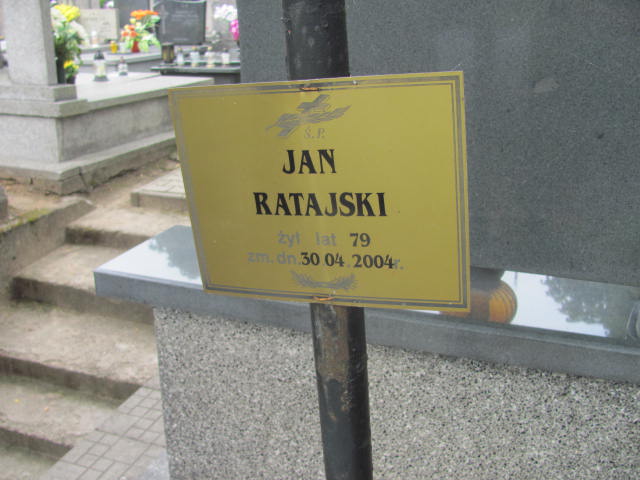 Ś.P.
JAN
RATAJSKI
żył lat 79
zm. dn. 30 04 2004 r.